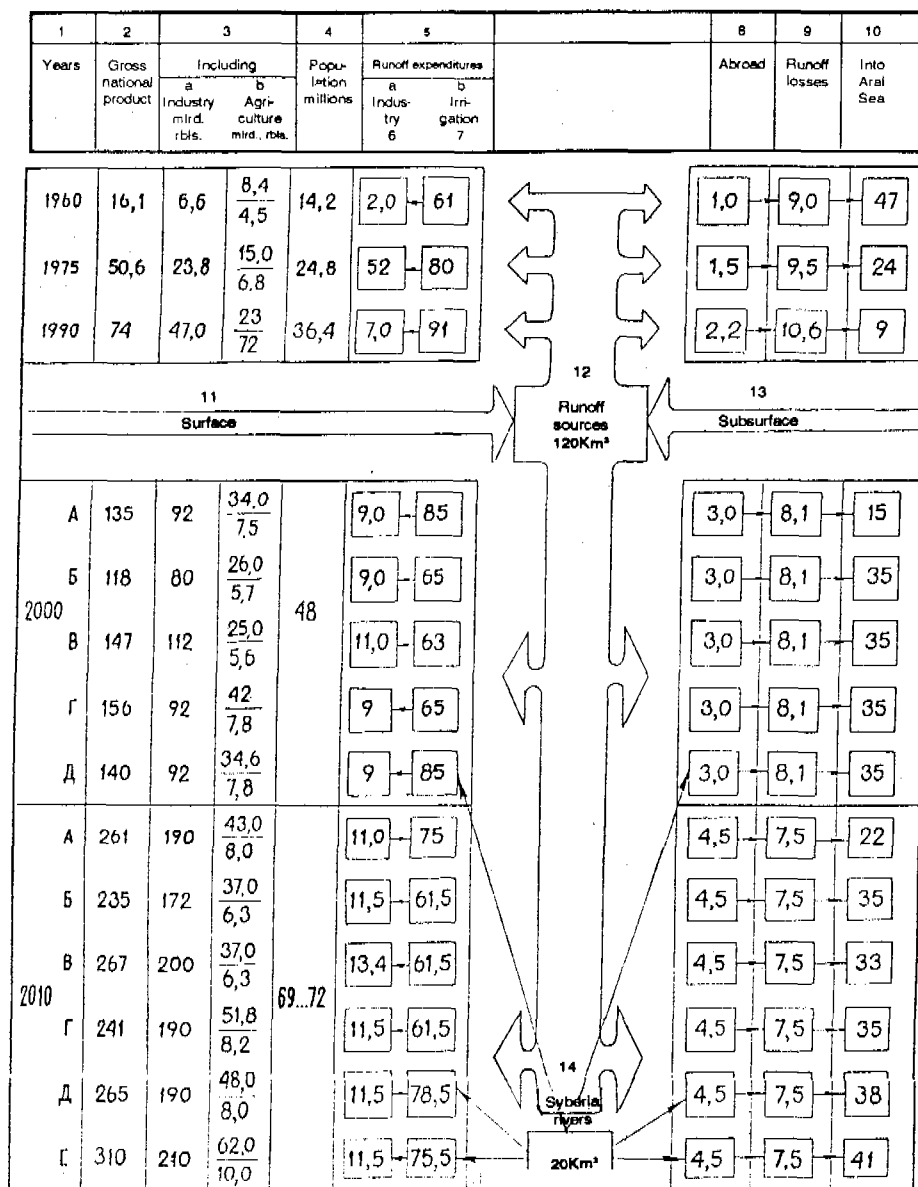 1 2 3 4 5 8 9 10
Years Gross national product Including Popu-lation millions Runoff expenditures Abroad Runoff losses Into Aral Sea
a Industry mlrd. rbls. b Agri-culture mlrd., rbls. a Indus-try 6 b Irri-gation 7
1960 16,1 6,6 8,4/4,5 14,2 2,0 61 1,0 9,0 47
1975 50,6 23,8 15,0/6,8 24,8 52 80 1,5 9,5 24
1990 74 47,0 23/72 36,4 7,0 91 2,2 10,6 9
11
Surface
12
Runoff
sources
120Km³
13
Subsurface
2000 48
А 135 92 34,0/7,5 9,0 85 3,0 8,1 15
Б 118 80 26,0/5,7 9,0 65 3,0 8,1 35
В 147 112 25,0/5,6 11,0 63 3,0 8,1 35
Г 156 92 42/7,8 9 65 3,0 8,1 35
Д 140 92 34,6/7,8 9 85 3,0 8,1 35
2010 69...72
А 261 190 43,0/8,0 11,0 75 4,5 7,5 22
Б 235 172 37,0/6,3 11,5 61,5 4,5 7,5 35
В 267 200 37,0/6,3 13,4 61,5 4,5 7,5 33
Г 241 190 51,8/8,2 11,5 61,5 4,5 7,5 35
Д 265 190 48,0/8,0 11,5 78,5 4,5 7,5 38
310 210 62,0/10,0 11,5 75,5 4,5 7,5 41
14
Syberia
rivers
20Km³